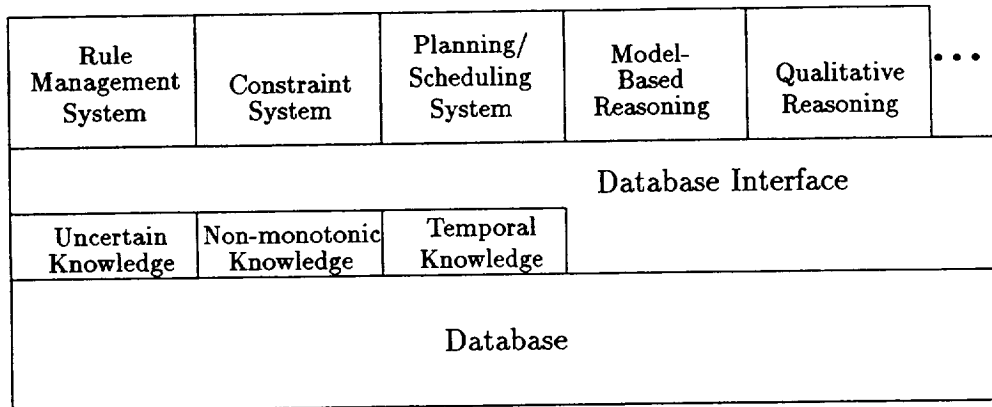 Rule
Management
System
Constraint
System
Planning/
Scheduling
System
Model-
Based
Reasoning
Qualitative
Reasoning
•••
Database Interface
Uncertain
Knowledge
Non-monotonic
Knowledge
Temporal
Knowledge
Database